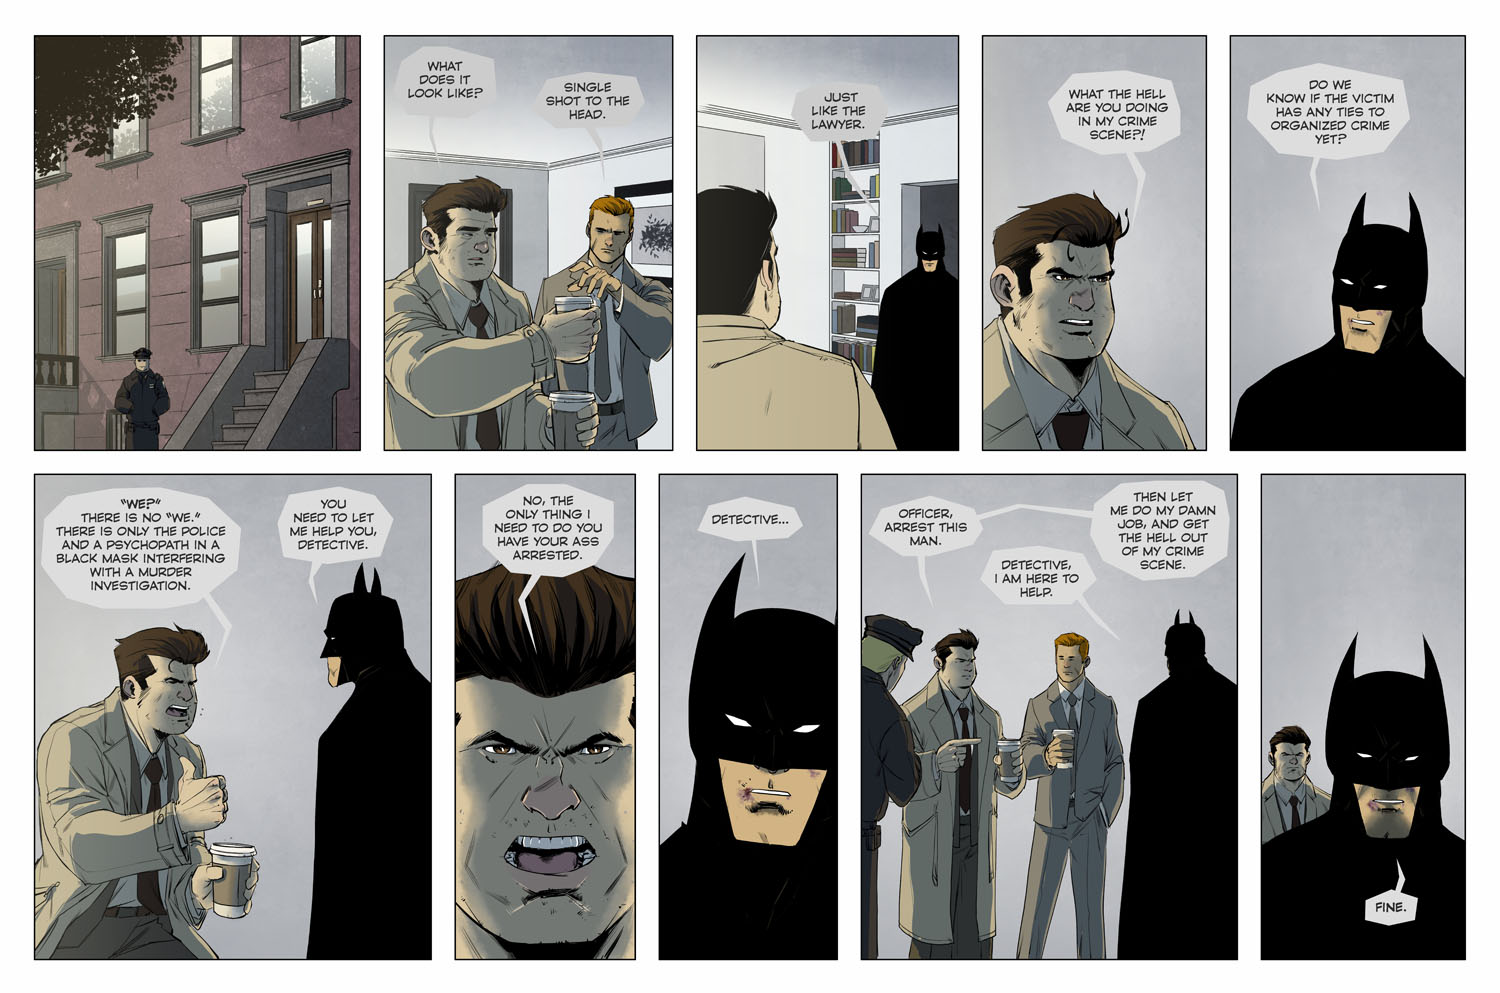 WHAT
DOES IT
LOOK LIKE?
SINGLE
SHOT TO THE
HEAD.
JUST
LIKE THE
LAWYER.
WHAT THE HELL
ARE YOU DOING
IN MY CRIME
SCENE?!
DO WE
KNOW IF THE VICTIM
HAS ANY TIES TO
ORGANIZED CRIME
YET?
"WE?"
THERE IS NO "WE."
THERE IS ONLY THE POLICE
AND A PSYCHOPATH IN A
BLACK MASK INTERFERING
WITH A MURDER
INVESTIGATION.
YOU
NEED TO LET
ME HELP YOU,
DETECTIVE.
NO, THE
ONLY THING I
NEED TO DO YOU
HAVE YOUR ASS
ARRESTED.
DETECTIVE...
OFFICER,
ARREST THIS
MAN.
DETECTIVE,
I AM HERE TO
HELP.
THEN LET
ME DO MY DAMN
JOB, AND GET
THE HELL OUT
OF MY CRIME
SCENE.
FINE.